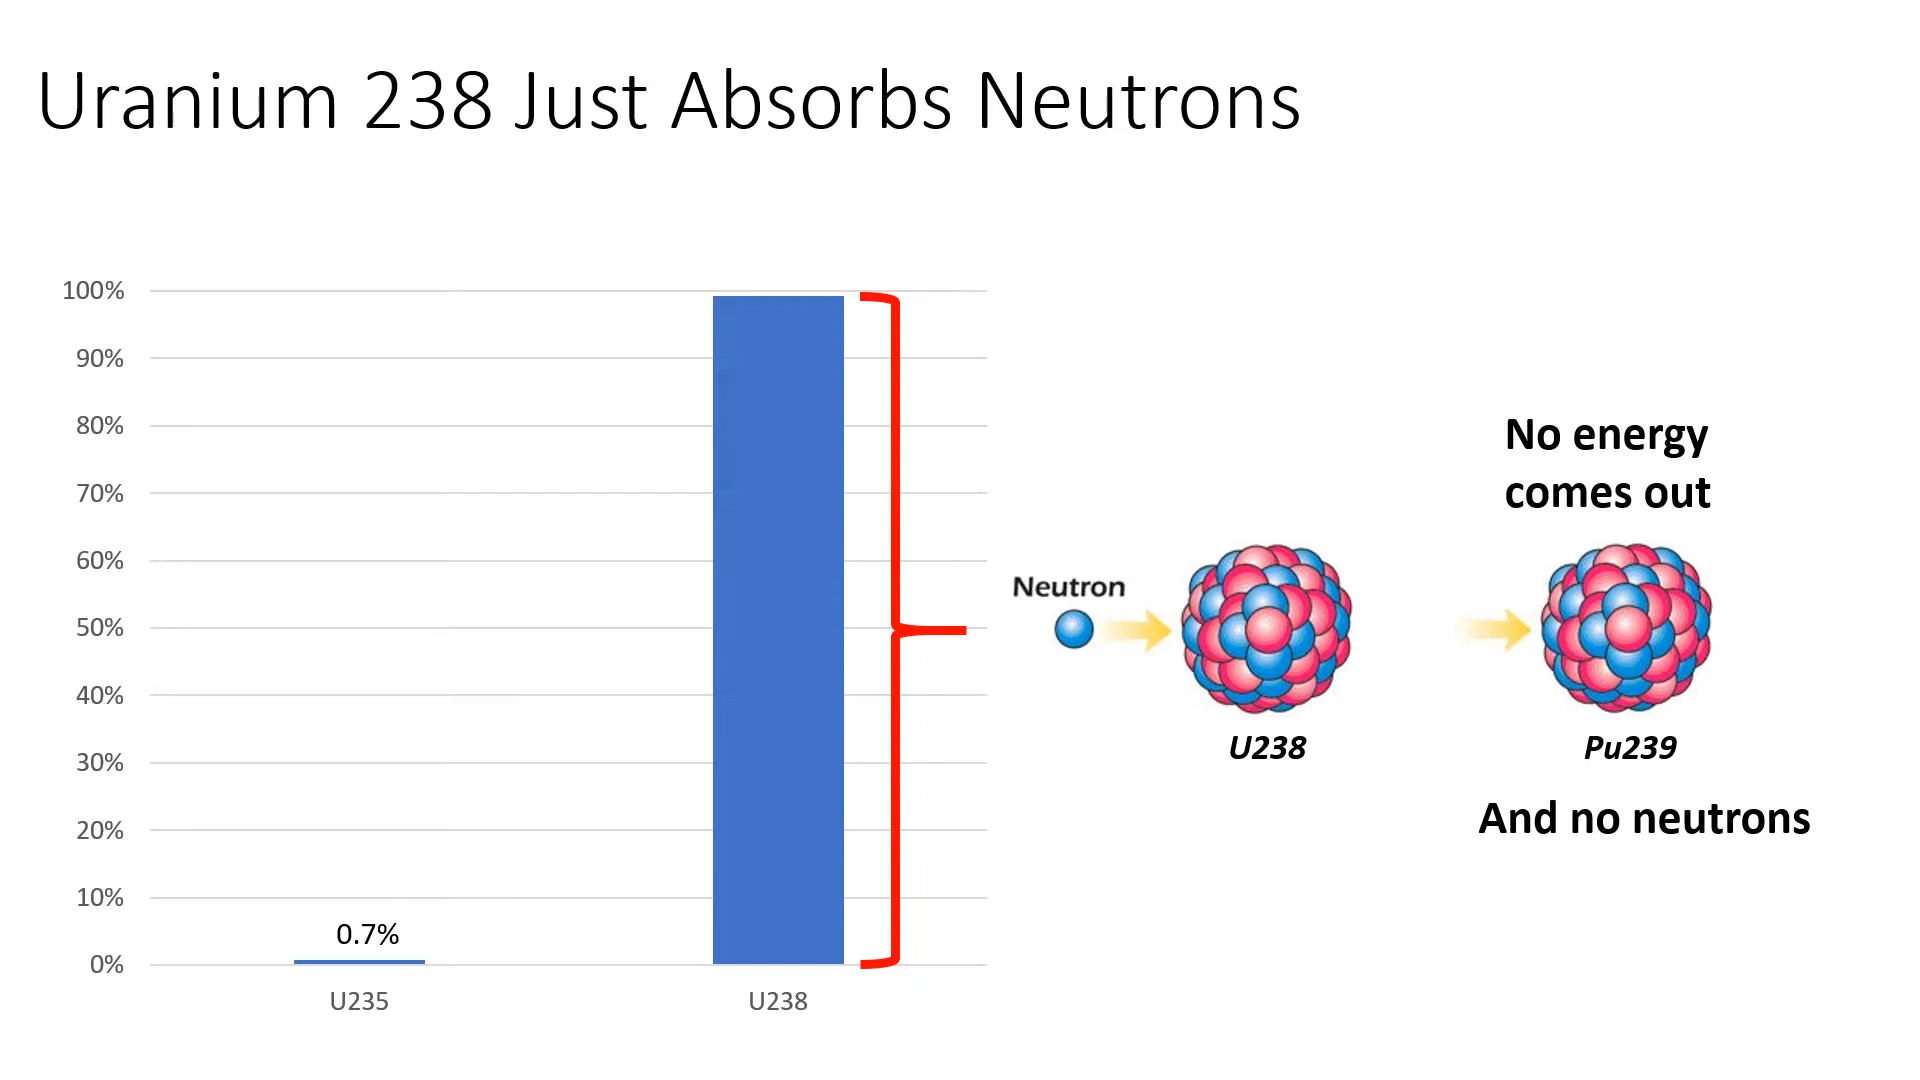 Uranium 238 Just Absorbs Neutrons
100%
90%
80%
70%
60%
50%
40%
30%
20%
10%
0%
0.7%
U235
U238
Neutron
U238
No energy
comes out
Pu239
And no neutrons